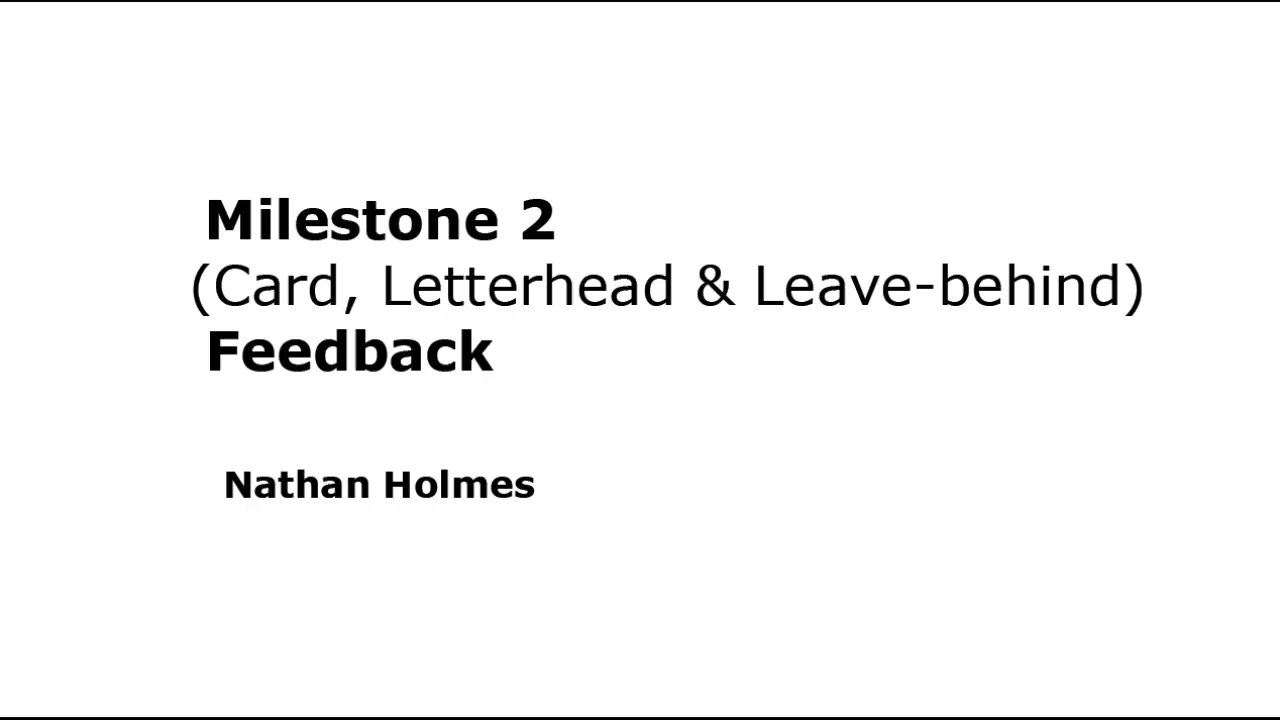 Milestone 2
(Card, Letterhead & Leave-behind)
Feedback
Nathan Holmes